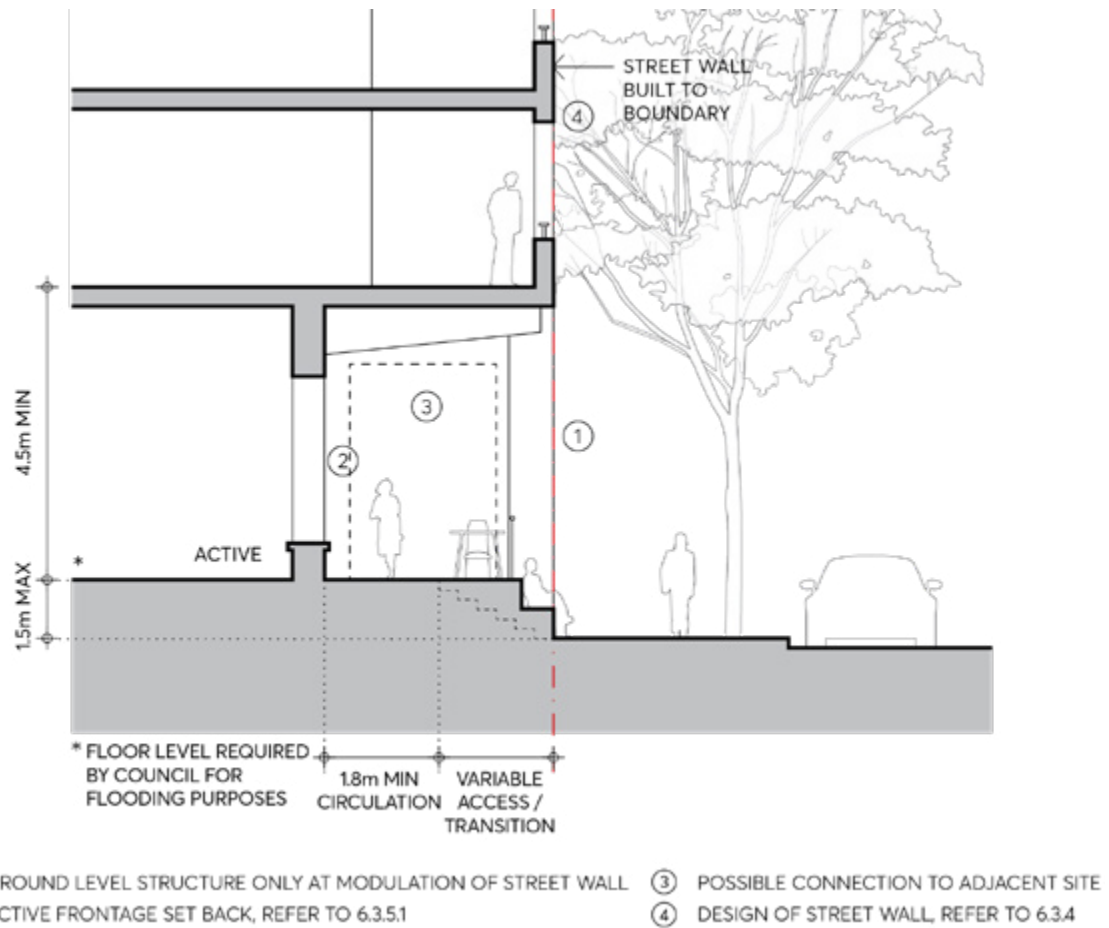 STREET WALL
BUILT TO
BOUNDARY
4
3
1
2
4.5m MIN
ACTIVE
*
1.5m MAX
* FLOOR LEVEL REQUIRED
BY COUNCIL FOR
FLOODING PURPOSES
1.8m MIN
CIRCULATION
VARIABLE
ACCESS /
TRANSITION
ROUND LEVEL STRUCTURE ONLY AT MODULATION OF STREET WALL
CTIVE FRONTAGE SET BACK, REFER TO 6.3.5.1
3 POSSIBLE CONNECTION TO ADJACENT SITE
4 DESIGN OF STREET WALL, REFER TO 6.3.4